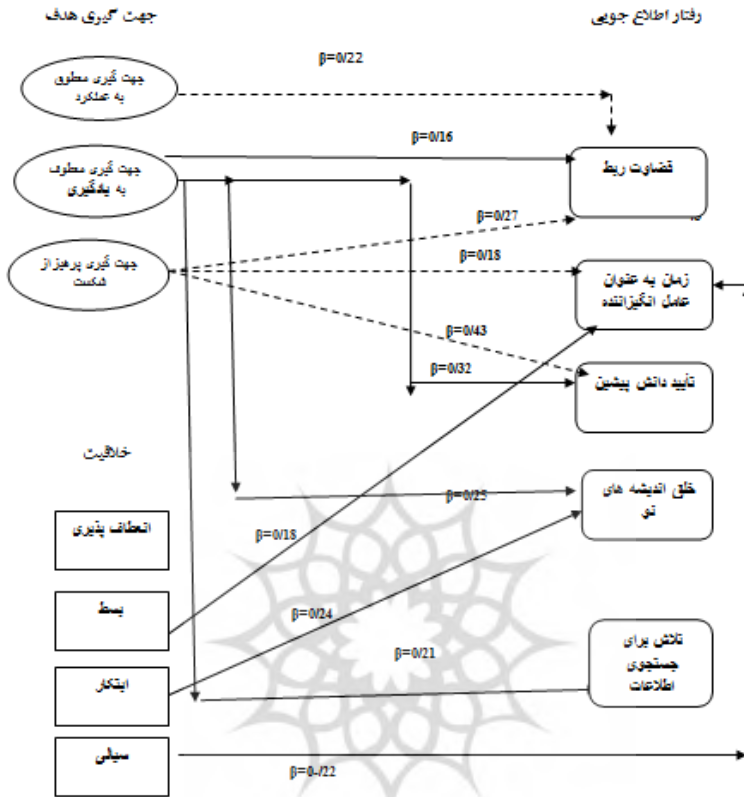 جهت گیری هدف
رفتار اطلاع جویی
β=0/22
جهت گیری معطوف
به عملکرد
β=0/16
جهت گیری معطوف
به یادگیری
قضاوت ربط
β=0/27
جهت گیری پرهیز از
شکست
β=0/18
زمان به عنوان
عامل انگیزاننده
β=0/43
β=0/32
تأیید دانش پیشین
خلاقیت
خلق اندیشه های
نو
β=0/25
انعطاف پذیری
β=0/18
بسط
β=0/24
تلاش برای
جستجوی
اطلاعات
β=0/21
ابتکار
سیالی
β=0-/22